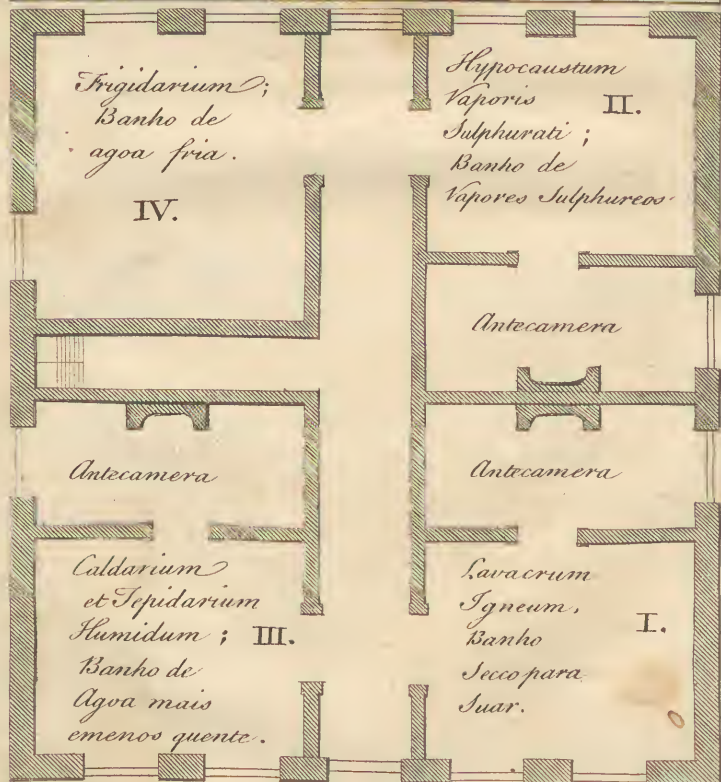 Frigidarium;
Banho de
agoa fria.
IV.
Hypocaustum
Vaporis
II.
Sulphurati;
Banho de
Vapores Sulphureos
Antecamera
Antecamera
Antecamera
Caldarium
et Tepidarium
Humidum; III.
Banho de
Agoa mais
emenos quente.
Lavacrum
Igneum.
I.
Banho
Secco para
Suar.